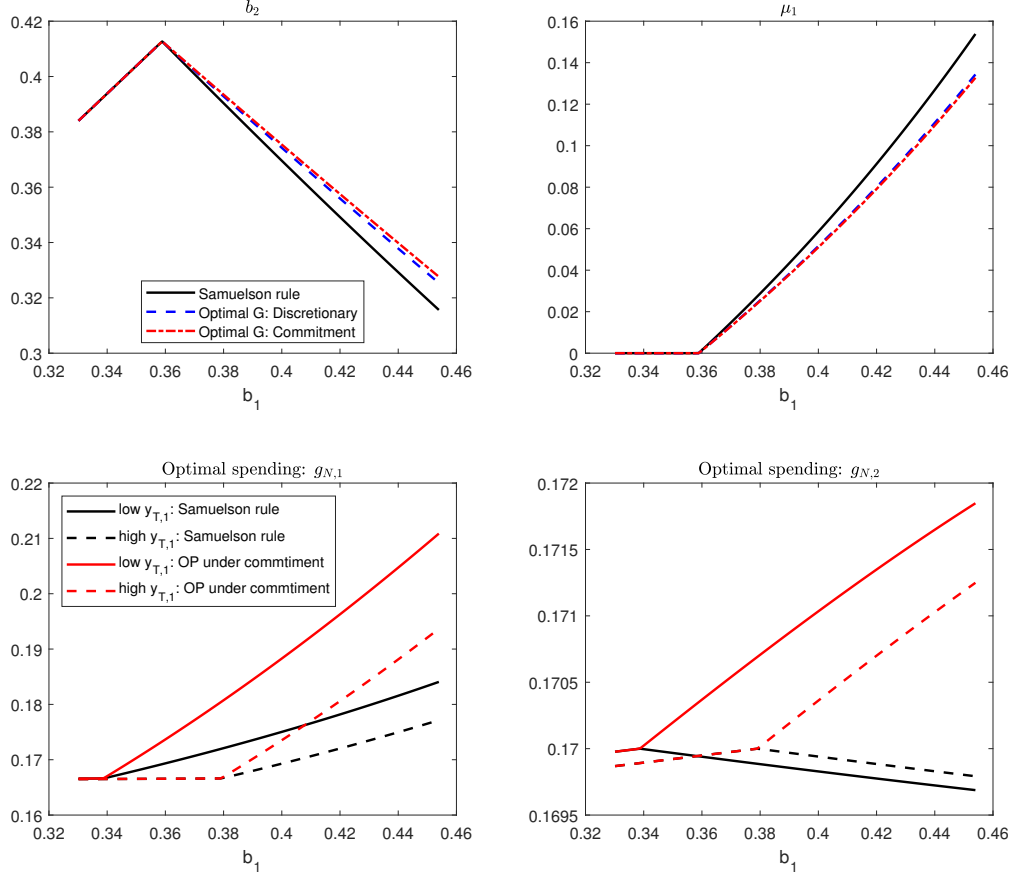 b₂
0.42
0.4
0.38
0.36
0.34
0.32
0.3
0.32 0.34 0.36 0.38 0.4 0.42 0.44 0.46
b₁
Samuelson rule
Optimal G: Discretionary
Optimal G: Commitment
μ₁
0.16
0.14
0.12
0.1
0.08
0.06
0.04
0.02
0
0.32 0.34 0.36 0.38 0.4 0.42 0.44 0.46
b₁
Optimal spending: g_{N,1}
0.22
0.21
0.2
0.19
0.18
0.17
0.16
0.32 0.34 0.36 0.38 0.4 0.42 0.44 0.46
b₁
low y_{T,1}: Samuelson rule
high y_{T,1}: Samuelson rule
low y_{T,1}: OP under commtiment
high y_{T,1}: OP under commtiment
Optimal spending: g_{N,2}
0.172
0.1715
0.171
0.1705
0.17
0.1695
0.32 0.34 0.36 0.38 0.4 0.42 0.44 0.46
b₁